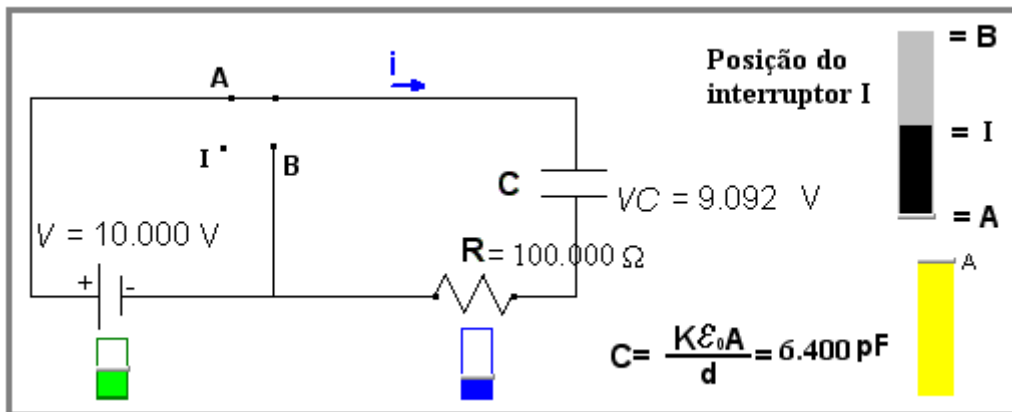 = B
Posição do
interruptor I
i
A
= I
I
B
C
VC = 9.092 V
= A
V = 10.000 V
R = 100.000 Ω
A
+ -
C= Kε₀A/d = 6.400 pF